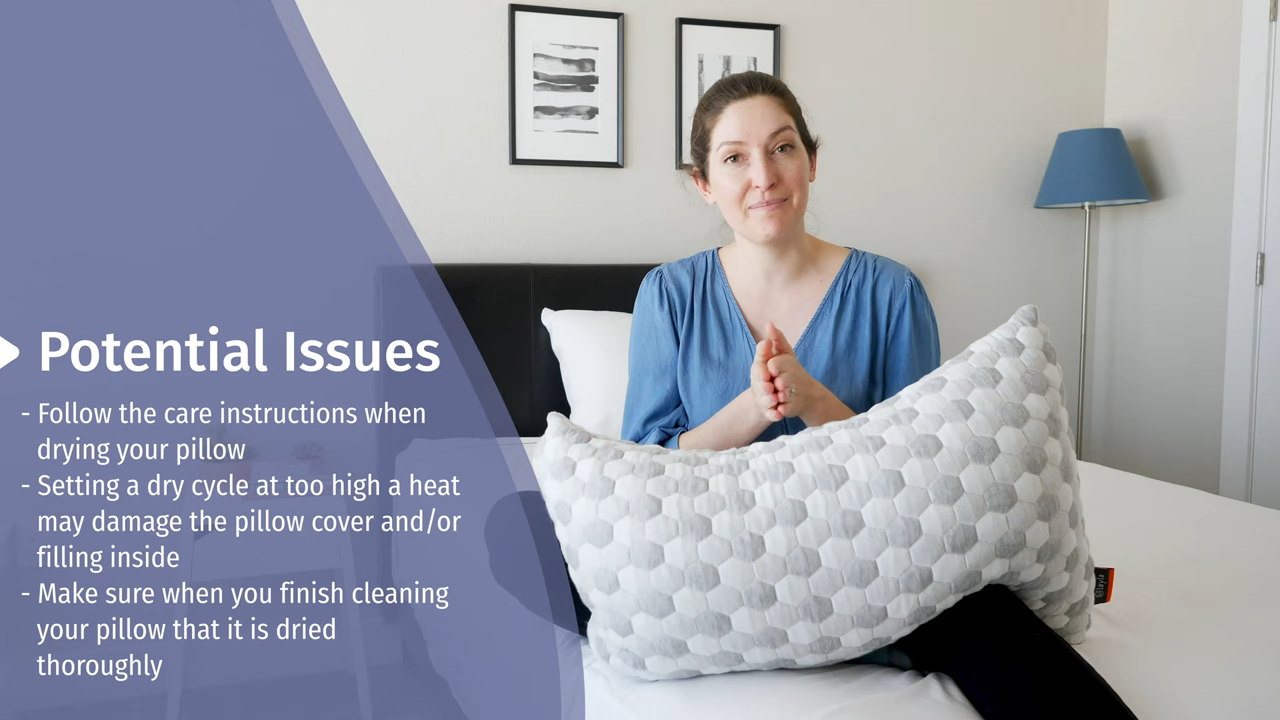 Potential Issues
- Follow the care instructions when
drying your pillow
- Setting a dry cycle at too high a heat
may damage the pillow cover and/or
filling inside
- Make sure when you finish cleaning
your pillow that it is dried
thoroughly
layla